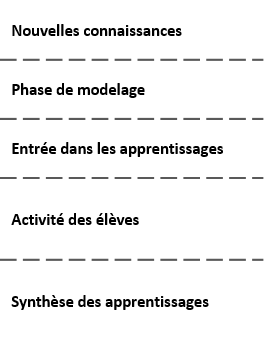 Nouvelles connaissances
Phase de modelage
Entrée dans les apprentissages
Activité des élèves
Synthèse des apprentissages